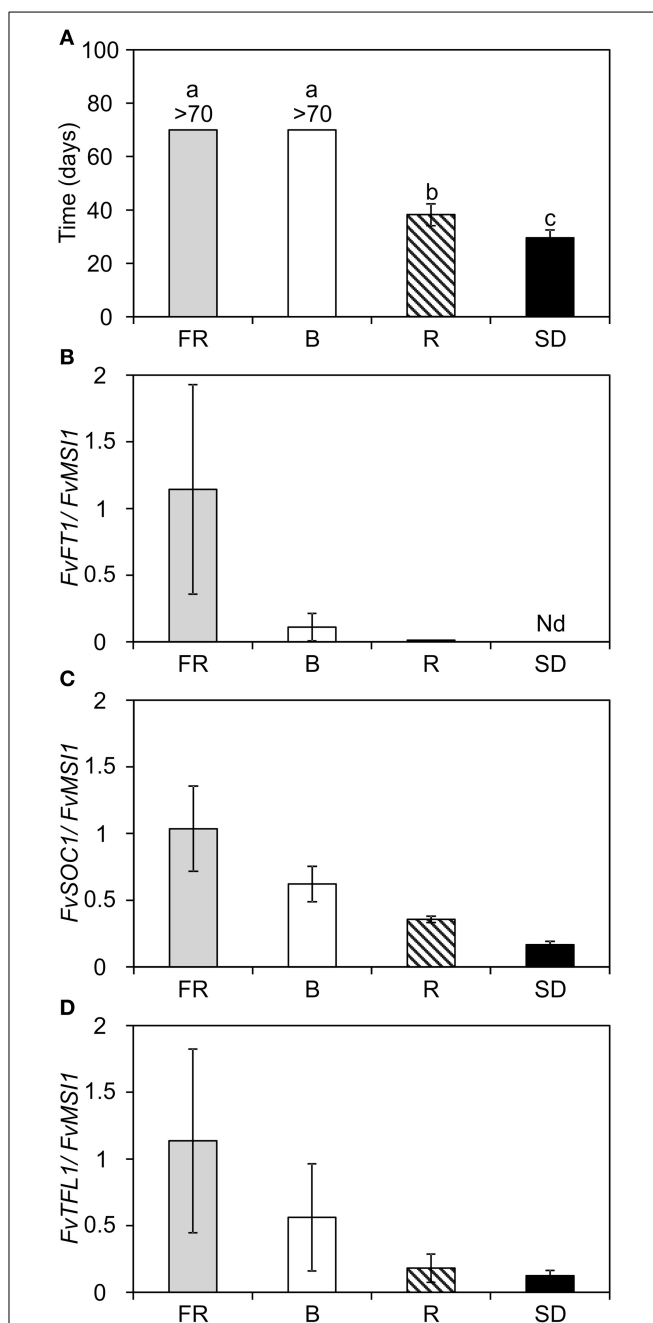 A
100
80
60
40
20
0
Time (days)
a
>70
a
>70
b
c
FR B R SD
B
2
1.5
1
0.5
0
FvFT1/ FvMSI1
Nd
FR B R SD
C
2
1.5
1
0.5
0
FvSOC1/ FvMSI1
FR B R SD
D
2
1.5
1
0.5
0
FvTFL1/ FvMSI1
FR B R SD